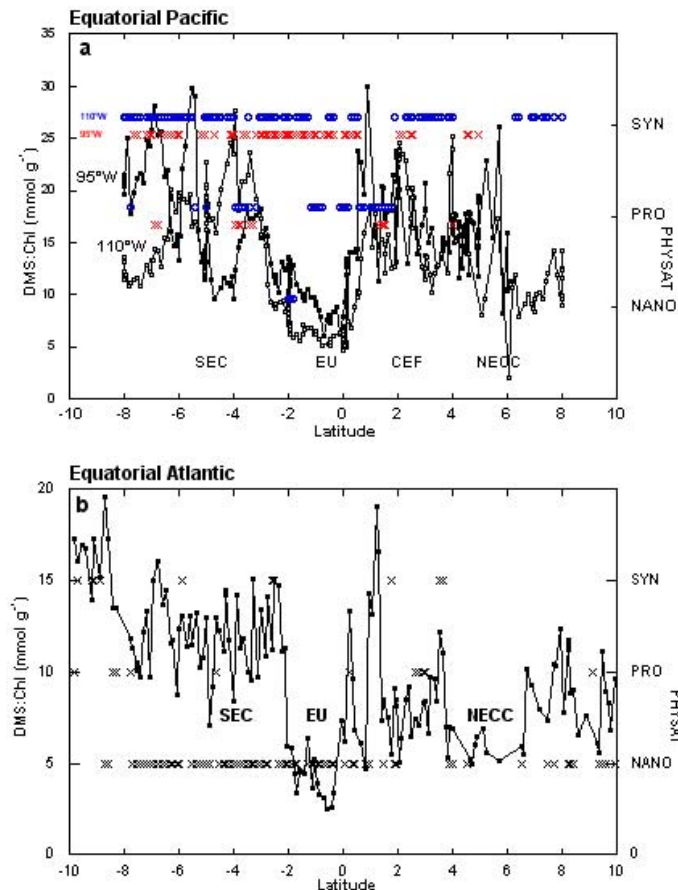 Equatorial Pacific
a
35
30
25
20
15
10
5
0
DMS:Chl (mmol g⁻¹)
110°W
95°W
95°W
110°W
SYN
PRO
NANO
PHYSAT
SEC EU CEF NECC
-10 -8 -6 -4 -2 0 2 4 6 8 10
Latitude
Equatorial Atlantic
b
20
15
10
5
0
DMS:Chl (mmol g⁻¹)
SYN
PRO
NANO
0
PHYSAT
SEC EU NECC
-10 -8 -6 -4 -2 0 2 4 6 8 10
Latitude